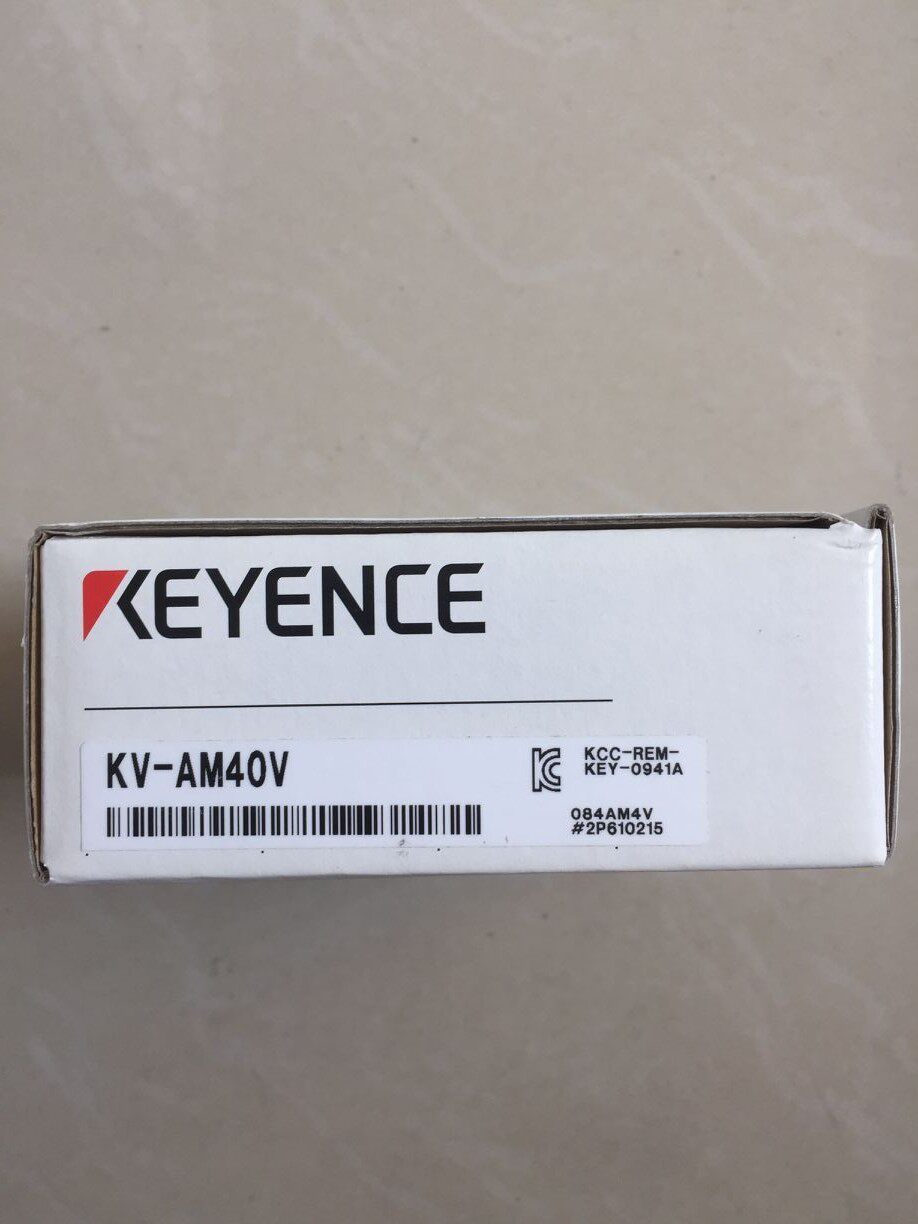 KEYENCE
KV-AM40V
KCC-REM-
KEY-0941A
084AM4V
#2P610215